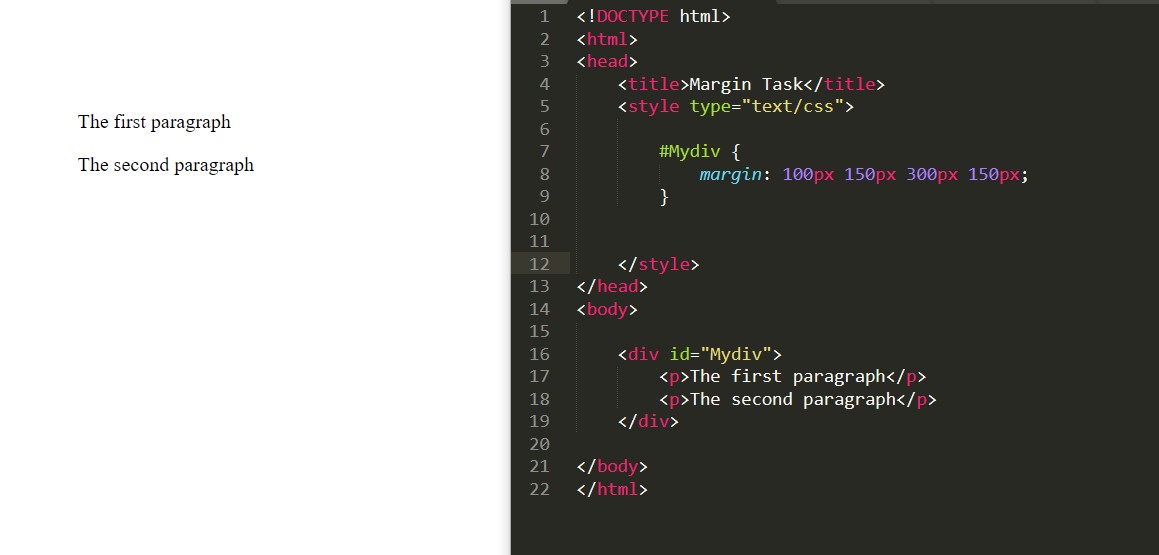 The first paragraph
The second paragraph
1 <!DOCTYPE html>
2 <html>
3 <head>
4     <title>Margin Task</title>
5     <style type="text/css">
6
7         #Mydiv {
8             margin: 100px 150px 300px 150px;
9         }
10
11
12     </style>
13 </head>
14 <body>
15
16     <div id="Mydiv">
17         <p>The first paragraph</p>
18         <p>The second paragraph</p>
19     </div>
20
21 </body>
22 </html>